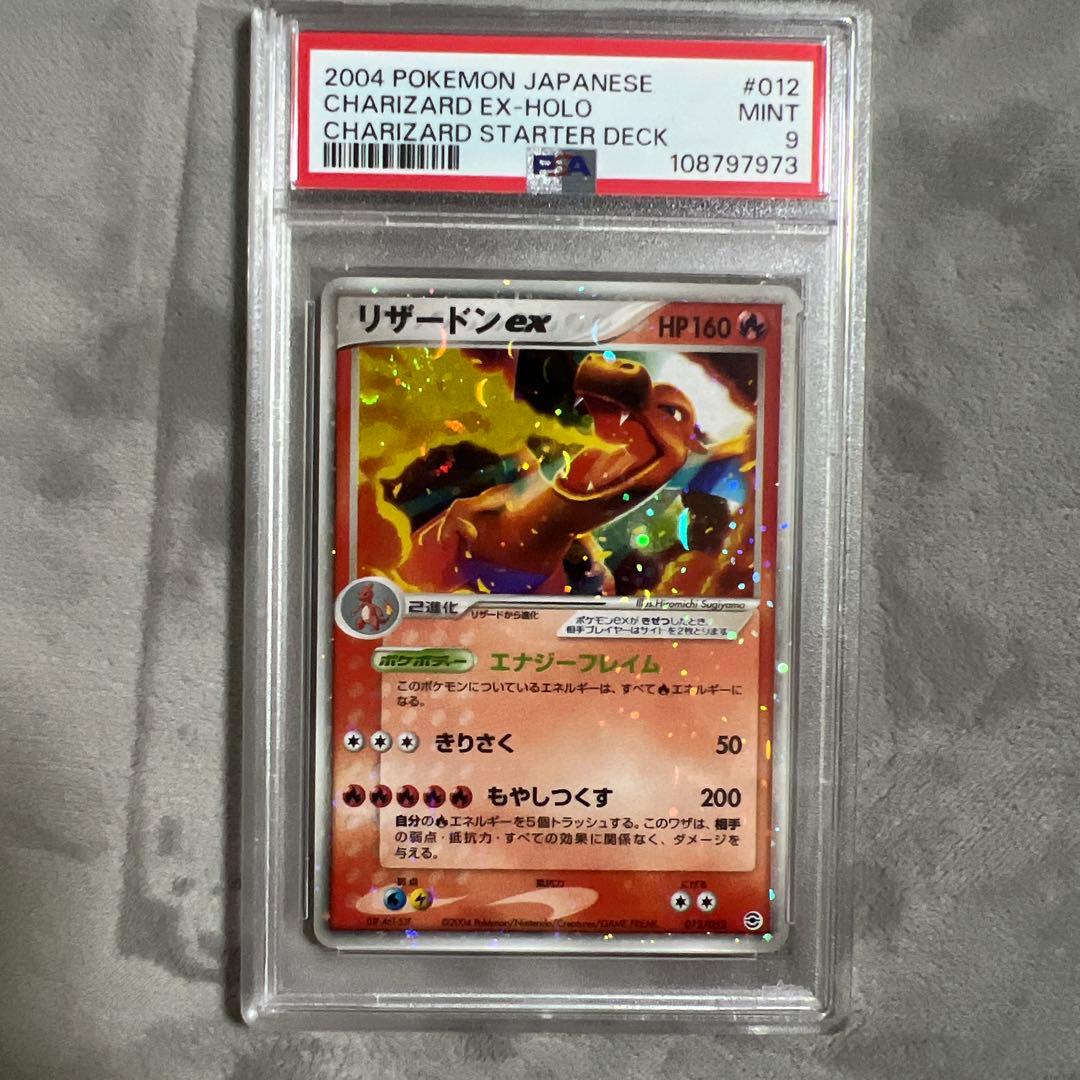 2004 POKEMON JAPANESE #012
CHARIZARD EX-HOLO MINT
CHARIZARD STARTER DECK 9
PSA 108797973
リザードンex HP160
Illus.Hiromichi Sugiyama
2進化 リザードから進化
ポケモンexが きぜつしたとき、
相手プレイヤーはサイドを2枚とります。
ポケボディー エナジーフレイム
このポケモンについているエネルギーは、すべて エネルギーに
なる。
きりさく 50
もやしつくす 200
自分の エネルギーを5個トラッシュする。このワザは、相手
の弱点・抵抗力・すべての効果に関係なく、ダメージを
与える。
弱点 抵抗力 にげる
©2004 Pokémon/Nintendo/Creatures/GAME FREAK. 012/052